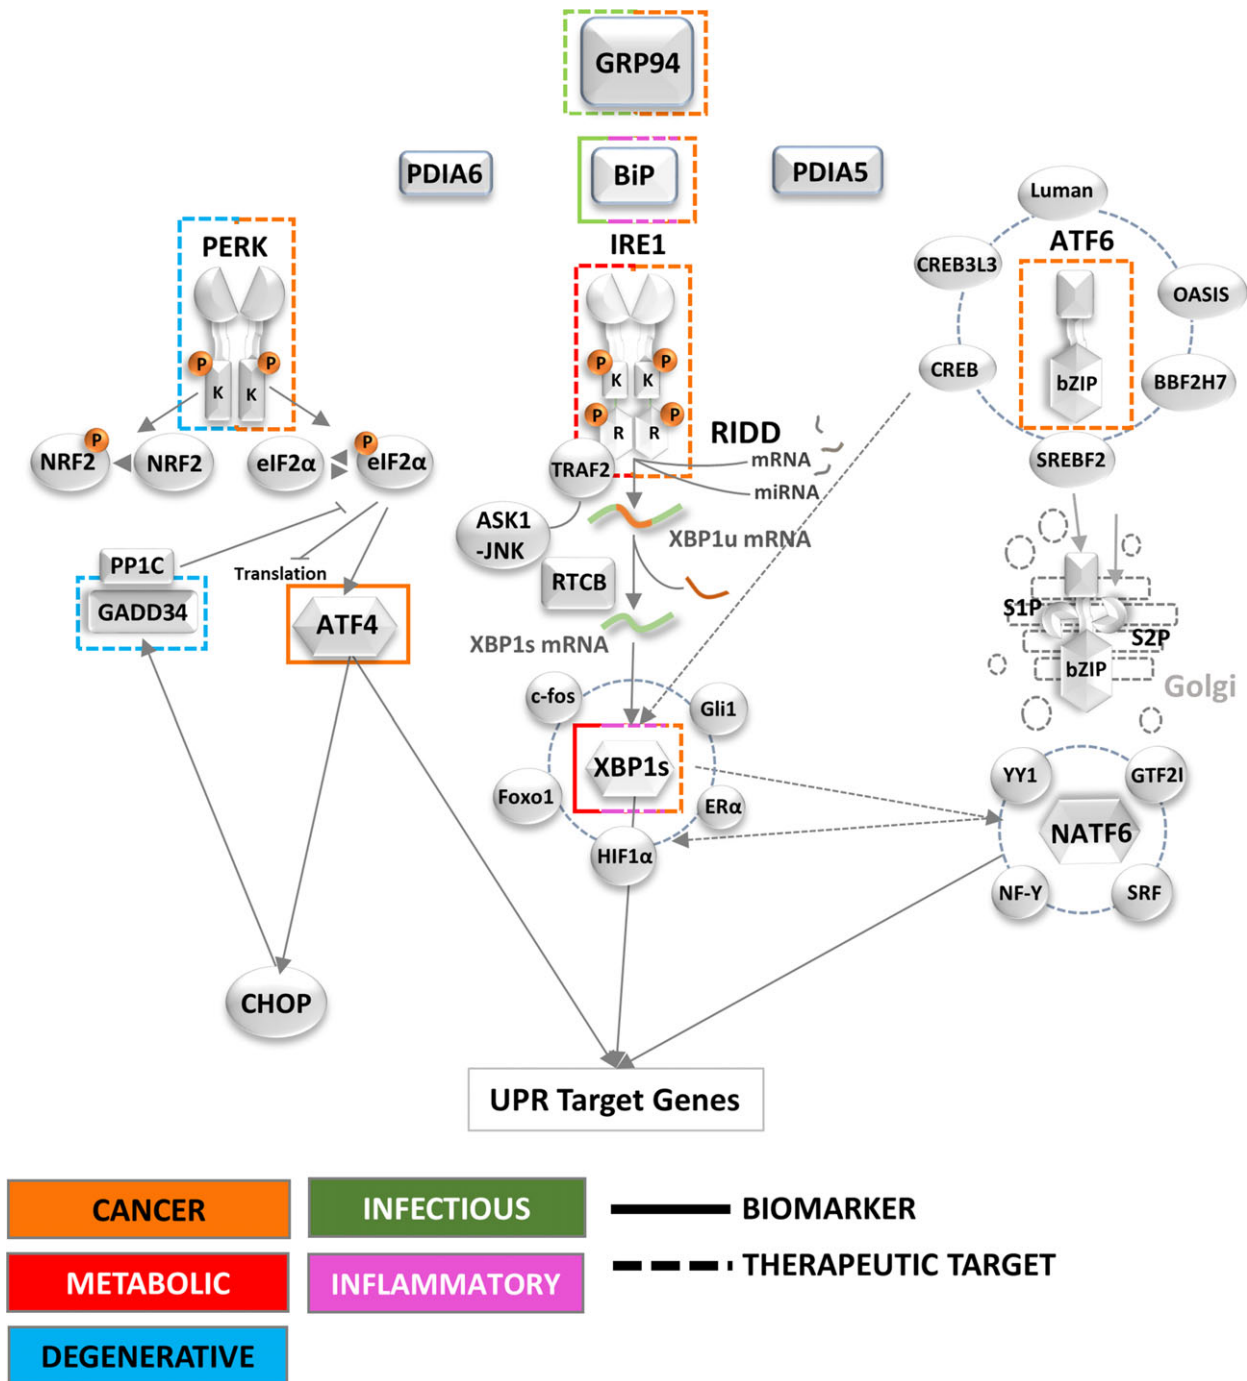 GRP94
PDIA6
BiP
PDIA5
PERK
IRE1
Luman
ATF6
CREB3L3
OASIS
CREB
bZIP
BBF2H7
SREBF2
P
P
K
K
P
NRF2
NRF2
eIF2α
P
eIF2α
P
P
K
K
P
P
R
R
RIDD
TRAF2
mRNA
miRNA
ASK1
-JNK
XBP1u mRNA
RTCB
XBP1s mRNA
PP1C
Translation
GADD34
ATF4
S1P
S2P
bZIP
Golgi
c-fos
Gli1
XBP1s
Foxo1
ERα
HIF1α
YY1
GTF2I
NATF6
NF-Y
SRF
CHOP
UPR Target Genes
CANCER
INFECTIOUS
BIOMARKER
METABOLIC
INFLAMMATORY
THERAPEUTIC TARGET
DEGENERATIVE